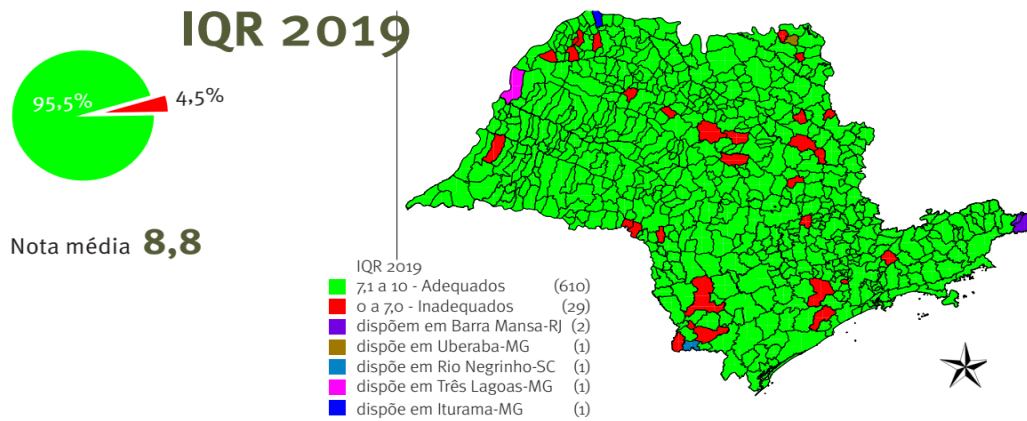 IQR 2019
95,5%
4,5%
Nota média 8,8
IQR 2019
7,1 a 10 - Adequados (610)
0 a 7,0 - Inadequados (29)
dispõem em Barra Mansa-RJ (2)
dispõe em Uberaba-MG (1)
dispõe em Rio Negrinho-SC (1)
dispõe em Três Lagoas-MG (1)
dispõe em Iturama-MG (1)